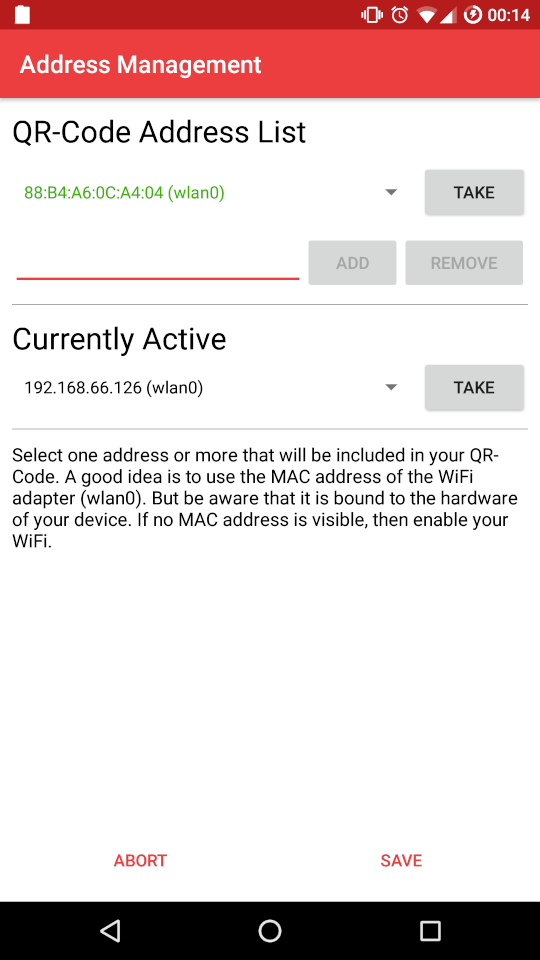 00:14
Address Management
QR-Code Address List
88:B4:A6:0C:A4:04 (wlan0)
TAKE
ADD
REMOVE
Currently Active
192.168.66.126 (wlan0)
TAKE
Select one address or more that will be included in your QR-
Code. A good idea is to use the MAC address of the WiFi
adapter (wlan0). But be aware that it is bound to the hardware
of your device. If no MAC address is visible, then enable your
WiFi.
ABORT
SAVE